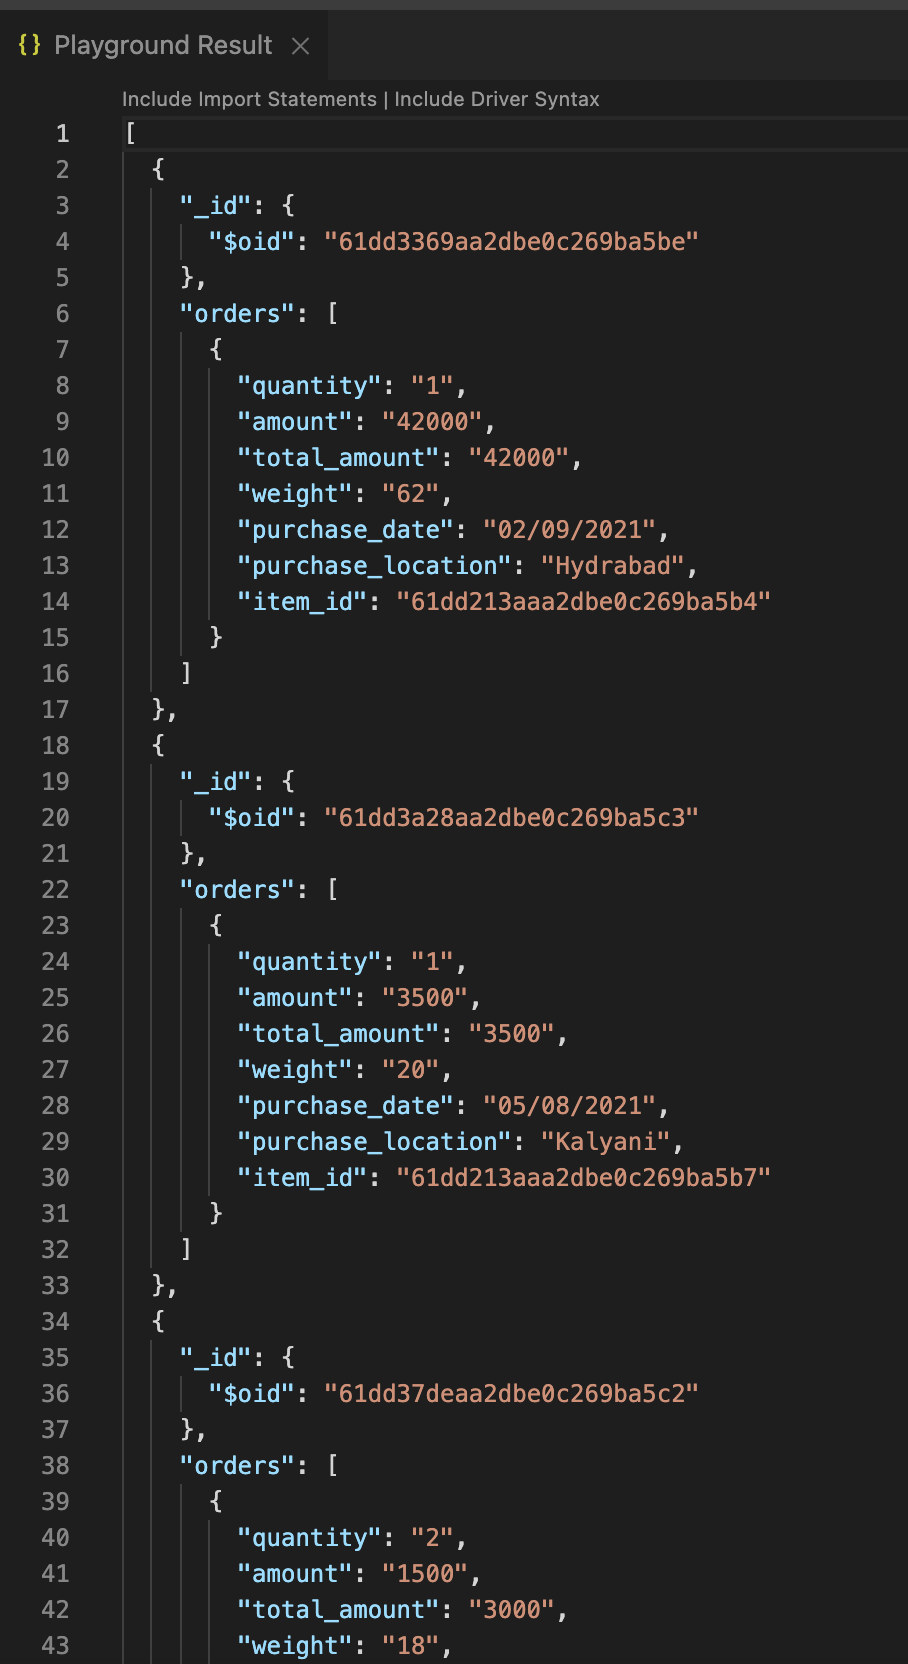 {} Playground Result ×
Include Import Statements | Include Driver Syntax
1 [
2 {
3 "_id": {
4 "$oid": "61dd3369aa2dbe0c269ba5be"
5 },
6 "orders": [
7 {
8 "quantity": "1",
9 "amount": "42000",
10 "total_amount": "42000",
11 "weight": "62",
12 "purchase_date": "02/09/2021",
13 "purchase_location": "Hydrabad",
14 "item_id": "61dd213aaa2dbe0c269ba5b4"
15 }
16 ]
17 },
18 {
19 "_id": {
20 "$oid": "61dd3a28aa2dbe0c269ba5c3"
21 },
22 "orders": [
23 {
24 "quantity": "1",
25 "amount": "3500",
26 "total_amount": "3500",
27 "weight": "20",
28 "purchase_date": "05/08/2021",
29 "purchase_location": "Kalyani",
30 "item_id": "61dd213aaa2dbe0c269ba5b7"
31 }
32 ]
33 },
34 {
35 "_id": {
36 "$oid": "61dd37deaa2dbe0c269ba5c2"
37 },
38 "orders": [
39 {
40 "quantity": "2",
41 "amount": "1500",
42 "total_amount": "3000",
43 "weight": "18",